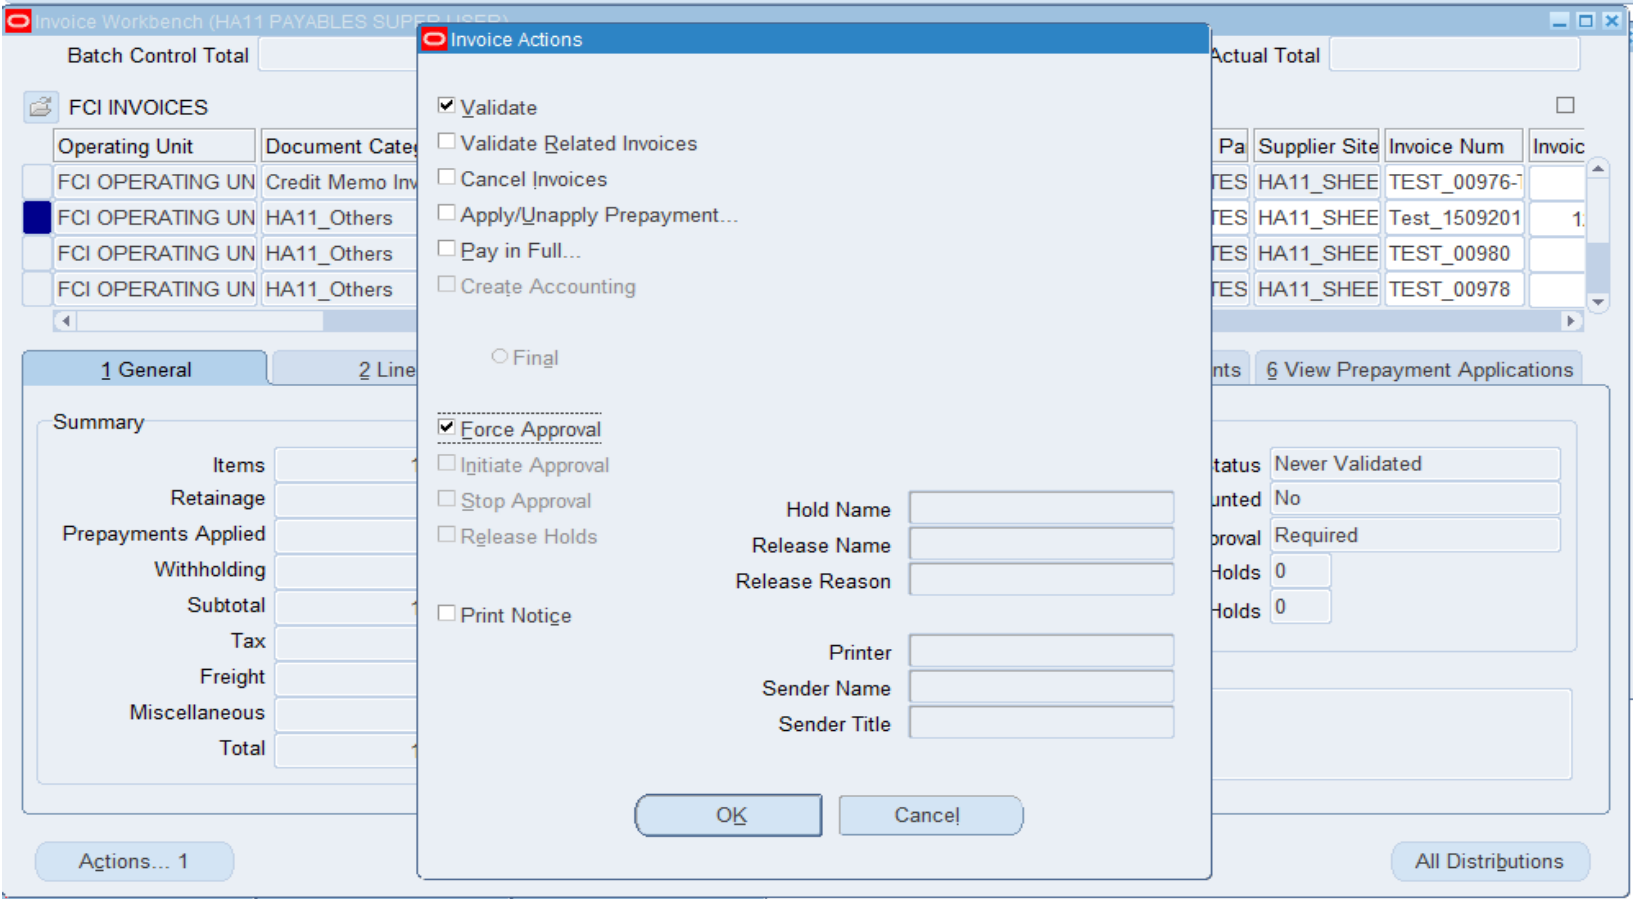 Invoice Workbench (HA11 PAYABLES SUPER USER)
Invoice Actions
Batch Control Total
Actual Total
FCI INVOICES
Operating Unit
Document Categ
Pa
Supplier Site
Invoice Num
Invoic
FCI OPERATING UN
Credit Memo Inv
TES
HA11_SHEE
TEST_00976-
FCI OPERATING UN
HA11_Others
TES
HA11_SHEE
Test_1509201
1
FCI OPERATING UN
HA11_Others
TES
HA11_SHEE
TEST_00980
FCI OPERATING UN
HA11_Others
TES
HA11_SHEE
TEST_00978
1 General
2 Line
nts
6 View Prepayment Applications
Validate
Validate Related Invoices
Cancel Invoices
Apply/Unapply Prepayment...
Pay in Full...
Create Accounting
Final
Force Approval
Initiate Approval
Stop Approval
Release Holds
Print Notice
Hold Name
Release Name
Release Reason
Printer
Sender Name
Sender Title
OK
Cancel
Summary
Items
1
Retainage
Prepayments Applied
Withholding
Subtotal
1
Tax
Freight
Miscellaneous
Total
1
tatus
Never Validated
unted
No
proval
Required
Holds
0
Holds
0
Actions... 1
All Distributions